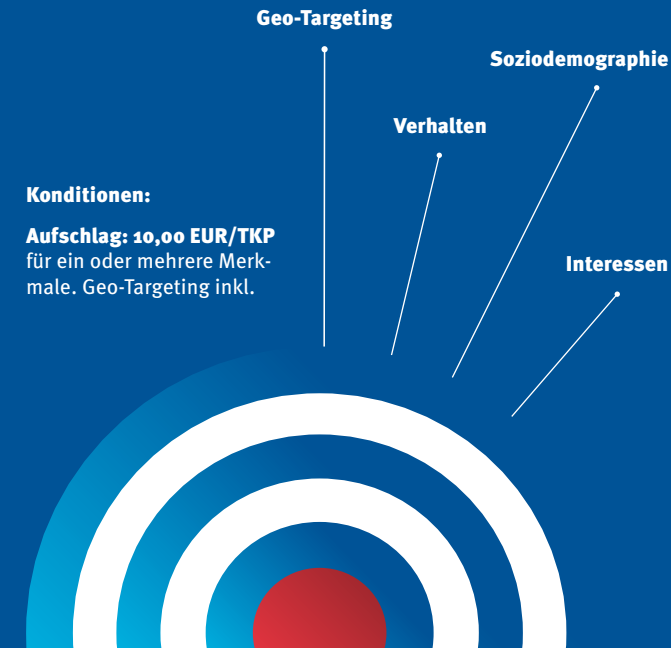 Geo-Targeting
Soziodemographie
Verhalten
Konditionen:
Aufschlag: 10,00 EUR/TKP
für ein oder mehrere Merk-
male. Geo-Targeting inkl.
Interessen